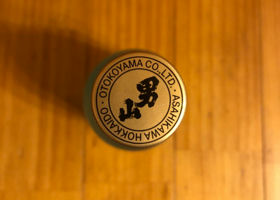 OTOKOYAMA CO.,LTD. · ASAHIKAWA HOKKAIDO ·
男山